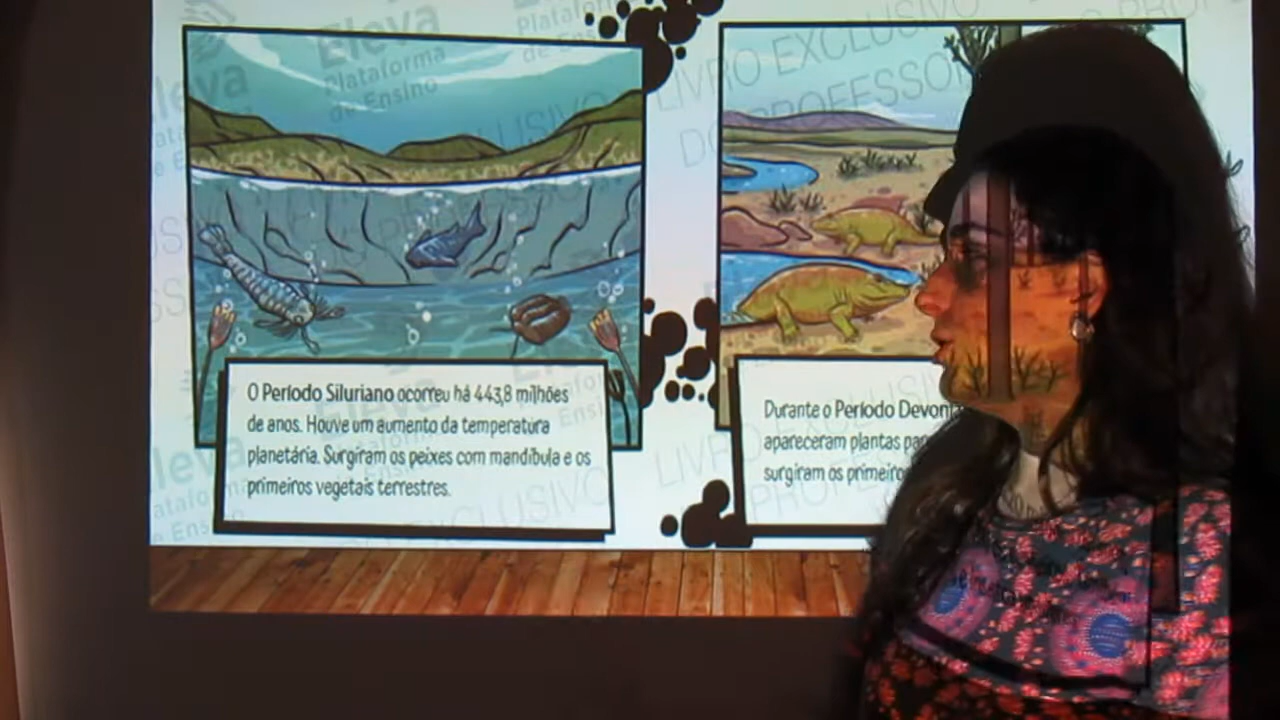 Eleva
Plataforma
de Ensino
LIVRO EXCLUSIVO
DO PROFESSOR
O Período Siluriano ocorreu há 443,8 milhões
de anos. Houve um aumento da temperatura
planetária. Surgiram os peixes com mandíbula e os
primeiros vegetais terrestres.
Durante o Período
apareceram plantas
surgiram os